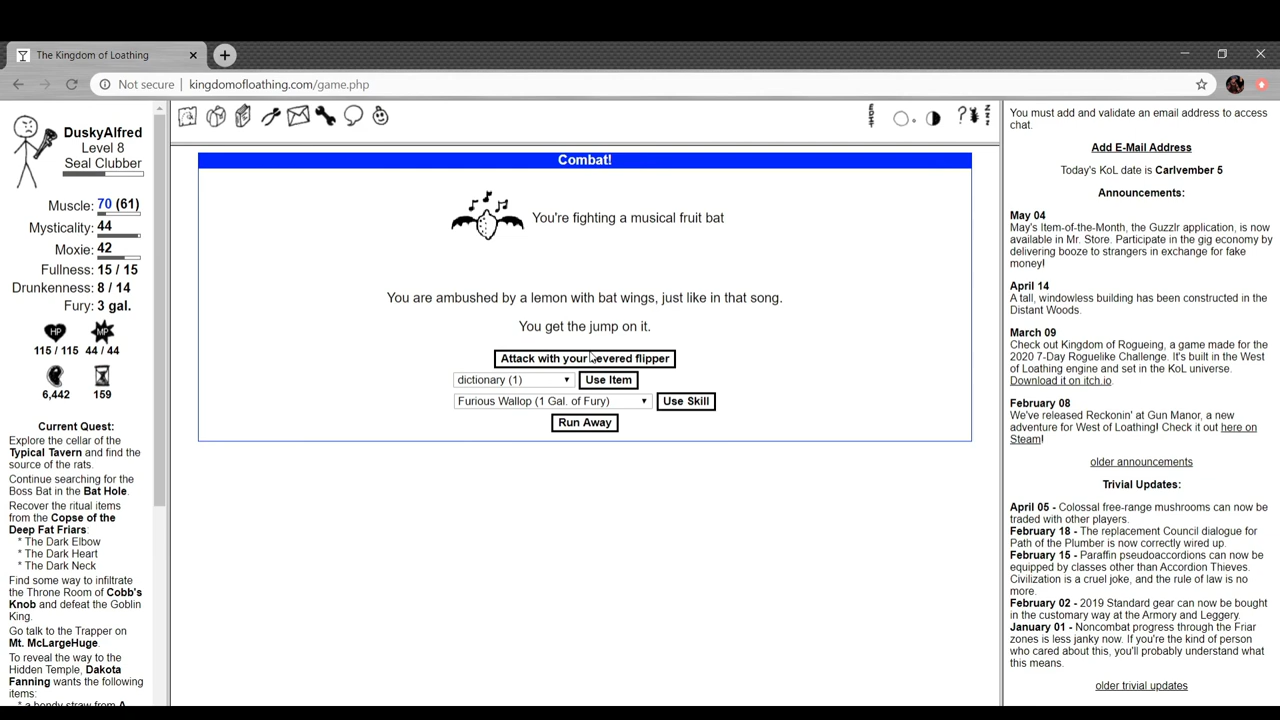 The Kingdom of Loathing
Not secure
kingdomofloathing.com/game.php
DuskyAlfred
Level 8
Seal Clubber
Muscle: 70 (61)
Mysticality: 44
Moxie: 42
Fullness: 15 / 15
Drunkenness: 8 / 14
Fury: 3 gal.
HP
MP
115 / 115
44 / 44
6,442
159
Current Quest:
Explore the cellar of the
Typical Tavern and find the
source of the rats.
Continue searching for the
Boss Bat in the Bat Hole.
Recover the ritual items
from the Copse of the
Deep Fat Friars:
* The Dark Elbow
* The Dark Heart
* The Dark Neck
Find some way to infiltrate
the Throne Room of Cobb's
Knob and defeat the Goblin
King.
Go talk to the Trapper on
Mt. McLargeHuge.
To reveal the way to the
Hidden Temple, Dakota
Fanning wants the following
items:
Combat!
You're fighting a musical fruit bat
You are ambushed by a lemon with bat wings, just like in that song.
You get the jump on it.
Attack with your severed flipper
dictionary (1)
Use Item
Furious Wallop (1 Gal. of Fury)
Use Skill
Run Away
You must add and validate an email address to access
chat.
Add E-Mail Address
Today's KoL date is Carlvember 5
Announcements:
May 04
May's Item-of-the-Month, the Guzzlr application, is now
available in Mr. Store. Participate in the gig economy by
delivering booze to strangers in exchange for fake
money!
April 14
A tall, windowless building has been constructed in the
Distant Woods.
March 09
Check out Kingdom of Rogueing, a game made for the
2020 7-Day Roguelike Challenge. It's built in the West
of Loathing engine and set in the KoL universe.
Download it on itch.io.
February 08
We've released Reckonin' at Gun Manor, a new
adventure for West of Loathing! Check it out here on
Steam!
older announcements
Trivial Updates:
April 05 - Colossal free-range mushrooms can now be
traded with other players.
February 18 - The replacement Council dialogue for
Path of the Plumber is now correctly wired up.
February 15 - Paraffin pseudoaccordions can now be
equipped by classes other than Accordion Thieves.
Civilization is a cruel joke, and the rule of law is no
more.
February 02 - 2019 Standard gear can now be bought
in the customary way at the Armory and Leggery.
January 01 - Noncombat progress through the Friar
zones is less janky now. If you're the kind of person
who cared about this, you'll probably understand what
this means.
older trivial updates